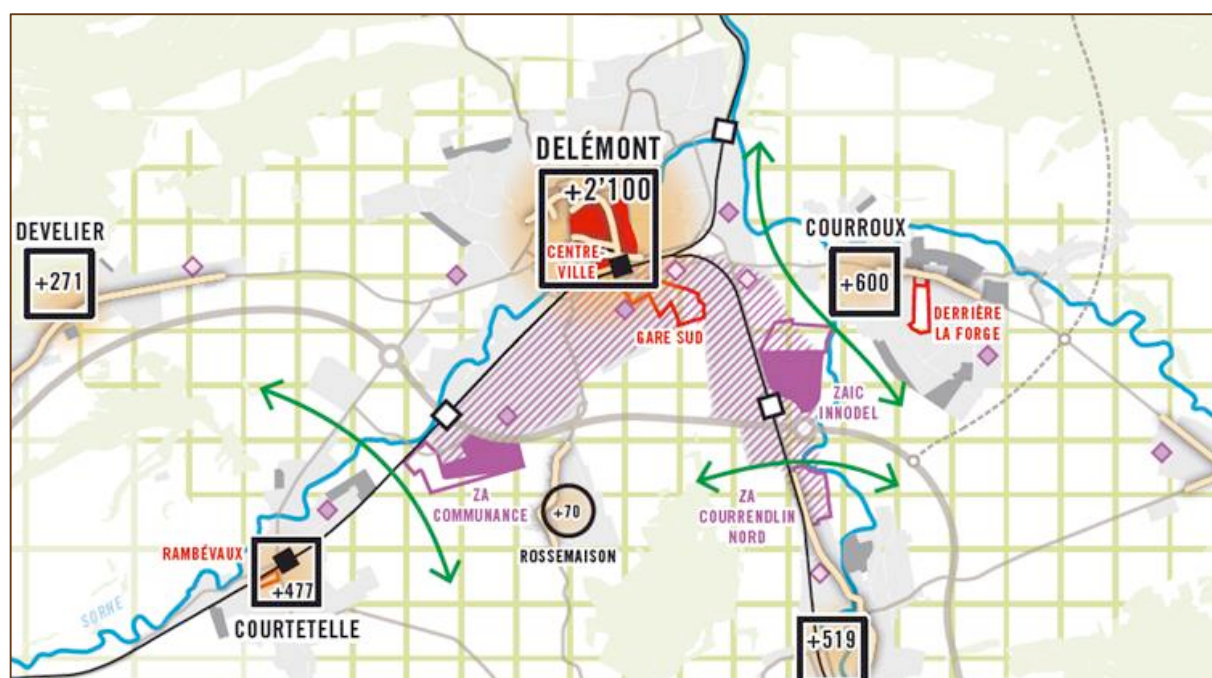 DELÉMONT
+2'100
CENTRE-
VILLE
DEVELIER
+271
COURROUX
+600
DERRIÈRE
LA FORGE
GARE SUD
ZAIC
INNODEL
ZA
COMMUNANCE
ZA
COURRENDLIN
NORD
+70
ROSSEMAISON
RAMBÉVAUX
+477
COURTETELLE
SORNE
+519